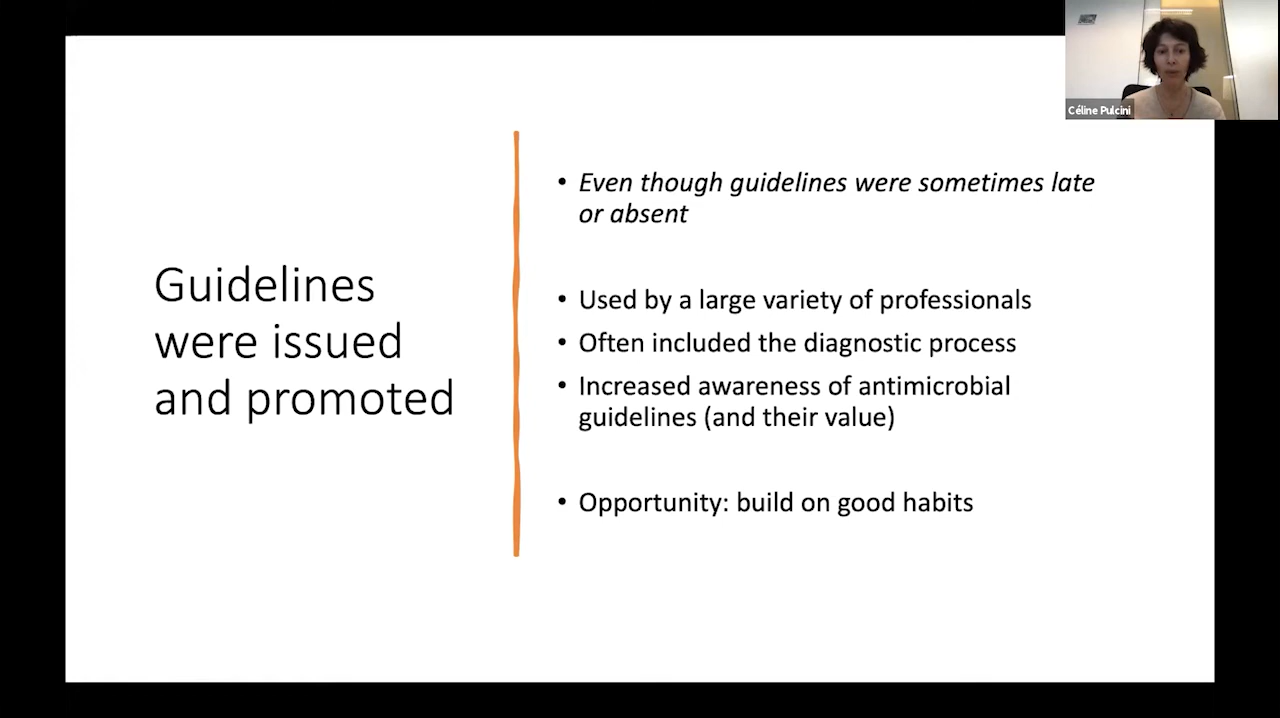 Céline Pulcini
Guidelines
were issued
and promoted
• Even though guidelines were sometimes late
or absent
• Used by a large variety of professionals
• Often included the diagnostic process
• Increased awareness of antimicrobial
guidelines (and their value)
• Opportunity: build on good habits